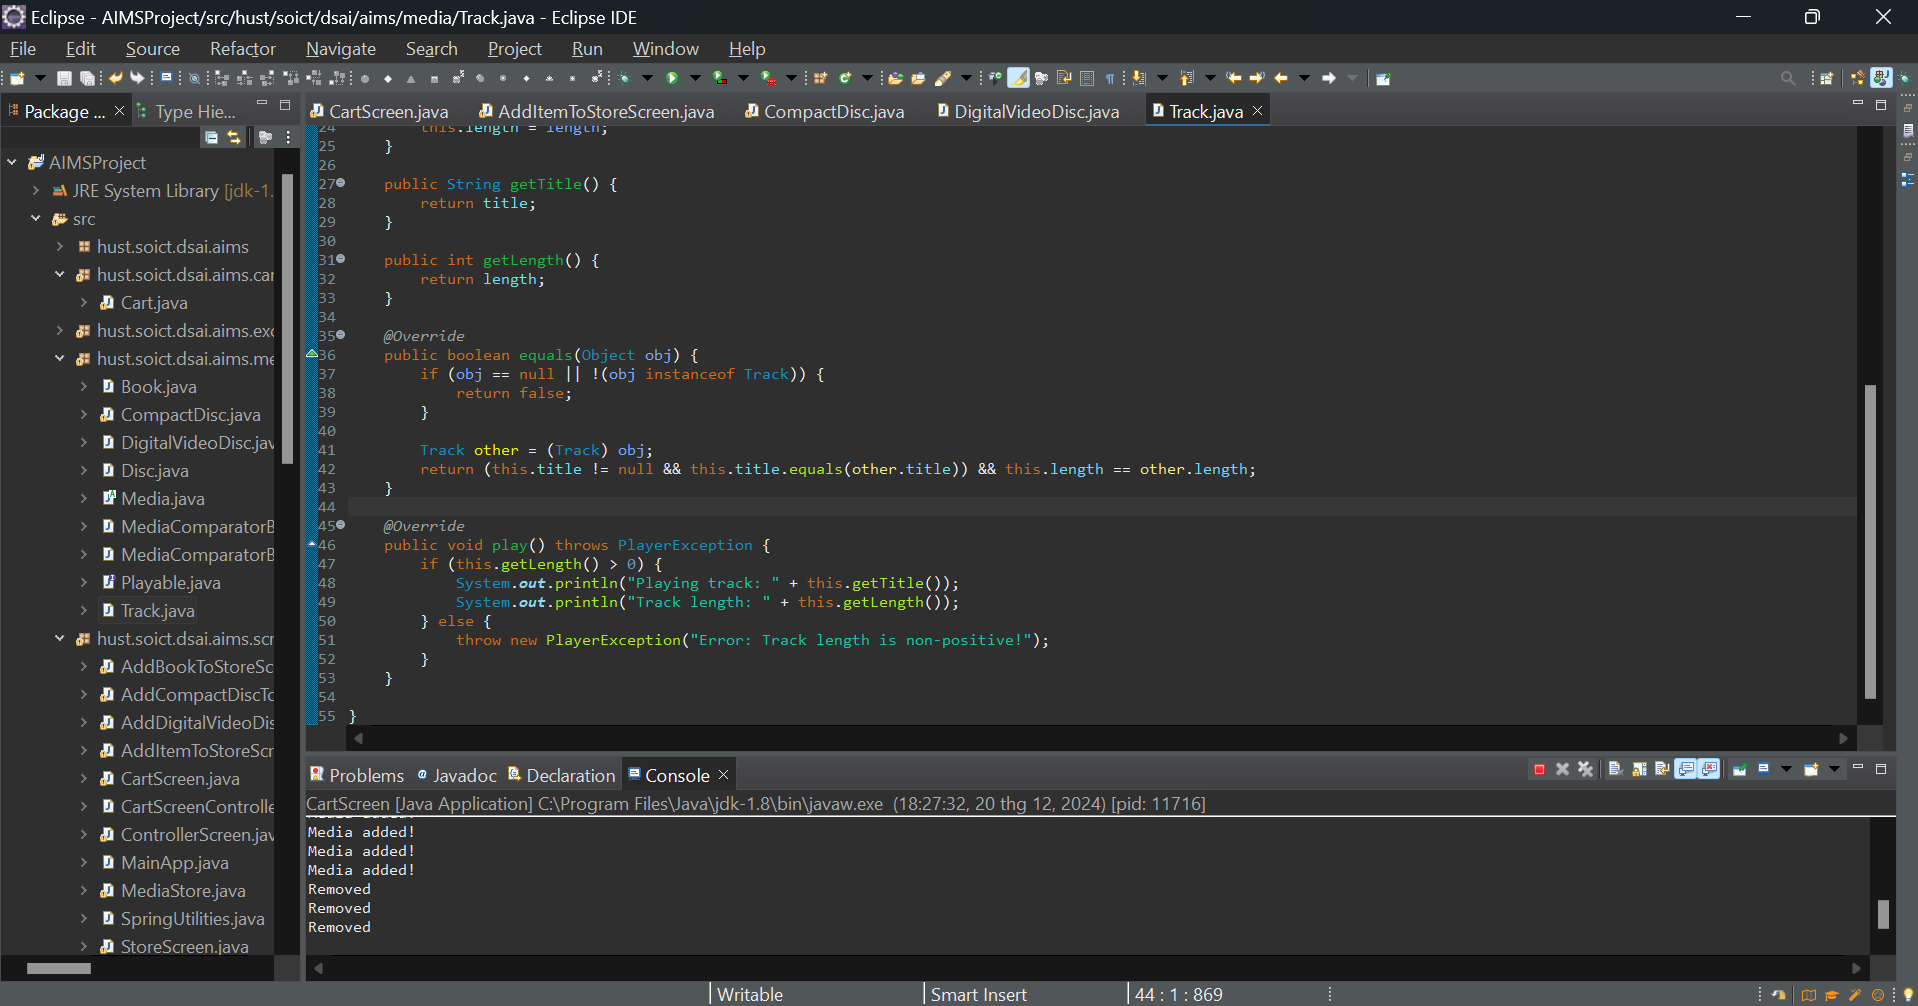 Eclipse - AIMSProject/src/hust/soict/dsai/aims/media/Track.java - Eclipse IDE
File Edit Source Refactor Navigate Search Project Run Window Help
Package ... Type Hie...
AIMSProject
JRE System Library [jdk-1.
src
hust.soict.dsai.aims
hust.soict.dsai.aims.car
Cart.java
hust.soict.dsai.aims.exc
hust.soict.dsai.aims.me
Book.java
CompactDisc.java
DigitalVideoDisc.jav
Disc.java
Media.java
MediaComparatorB
MediaComparatorB
Playable.java
Track.java
hust.soict.dsai.aims.scr
AddBookToStoreSc
AddCompactDiscTo
AddDigitalVideoDis
AddItemToStoreScr
CartScreen.java
CartScreenControlle
ControllerScreen.jav
MainApp.java
MediaStore.java
SpringUtilities.java
StoreScreen.java
CartScreen.java AddItemToStoreScreen.java CompactDisc.java DigitalVideoDisc.java Track.java
24 this.length = length;
25 }
26
27 public String getTitle() {
28 return title;
29 }
30
31 public int getLength() {
32 return length;
33 }
34
35 @Override
36 public boolean equals(Object obj) {
37 if (obj == null || !(obj instanceof Track)) {
38 return false;
39 }
40
41 Track other = (Track) obj;
42 return (this.title != null && this.title.equals(other.title)) && this.length == other.length;
43 }
44
45 @Override
46 public void play() throws PlayerException {
47 if (this.getLength() > 0) {
48 System.out.println("Playing track: " + this.getTitle());
49 System.out.println("Track length: " + this.getLength());
50 } else {
51 throw new PlayerException("Error: Track length is non-positive!");
52 }
53 }
54
55 }
Problems Javadoc Declaration Console
CartScreen [Java Application] C:\Program Files\Java\jdk-1.8\bin\javaw.exe (18:27:32, 20 thg 12, 2024) [pid: 11716]
Media added!
Media added!
Media added!
Media added!
Removed
Removed
Removed
Writable Smart Insert 44 : 1 : 869